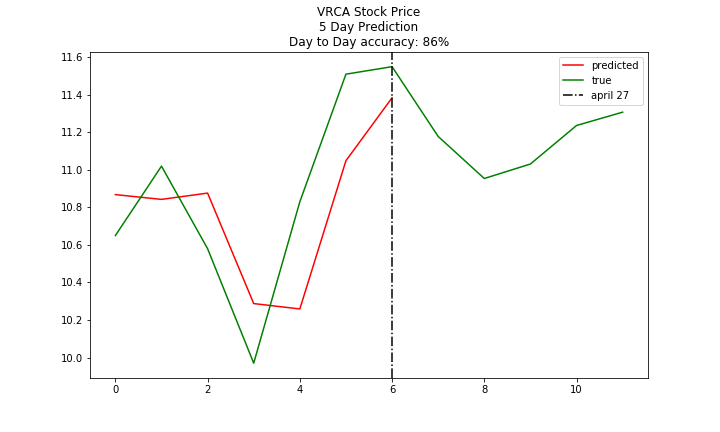 VRCA Stock Price
5 Day Prediction
Day to Day accuracy: 86%
predicted
true
april 27
11.6
11.4
11.2
11.0
10.8
10.6
10.4
10.2
10.0
0 2 4 6 8 10